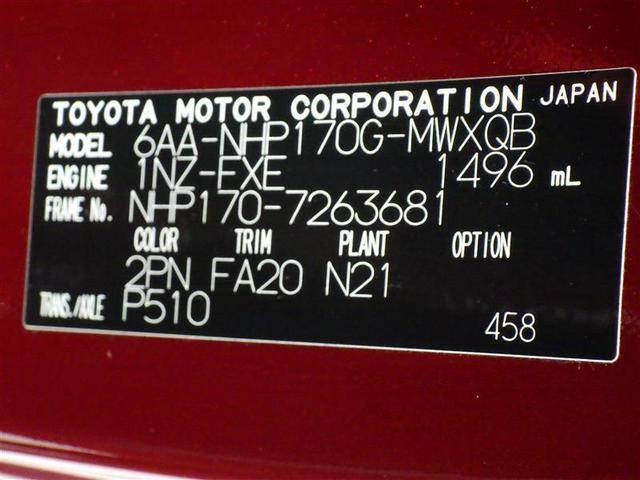 TOYOTA MOTOR CORPORATION JAPAN
MODEL 6AA-NHP170G-MWXQB
ENGINE 1NZ-FXE 1496 mL
FRAME No. NHP170-7263681
COLOR TRIM PLANT OPTION
2PN FA20 N21
TRANS./AXLE P510
458